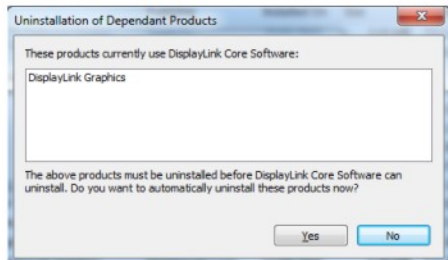 Uninstallation of Dependant Products
These products currently use DisplayLink Core Software:
DisplayLink Graphics
The above products must be uninstalled before DisplayLink Core Software can
uninstall. Do you want to automatically uninstall these products now?
Yes
No